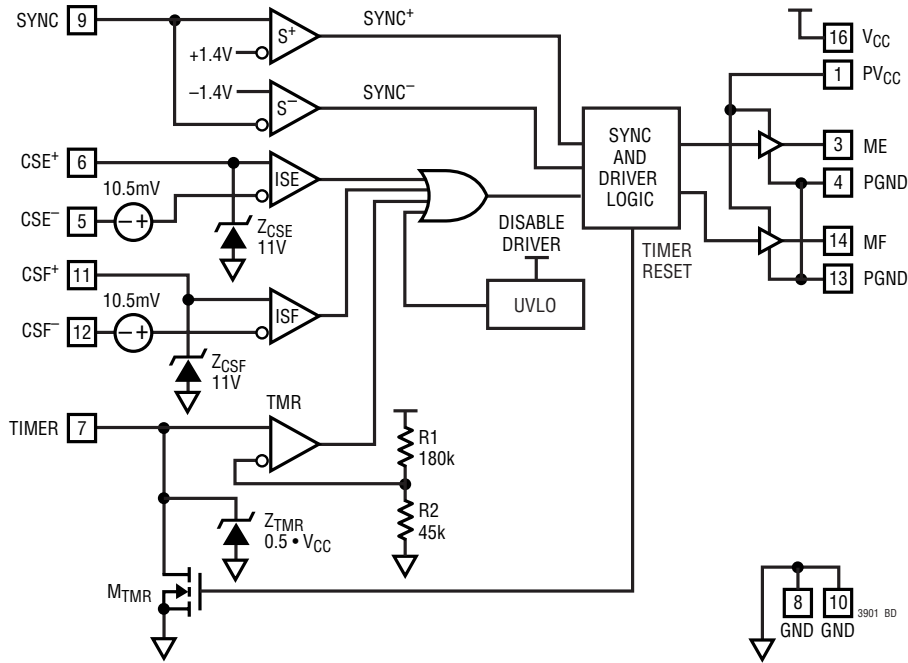 SYNC 9
SYNC+
S+
+1.4V
–1.4V
SYNC–
S–
CSE+ 6
10.5mV
CSE– 5
– +
ISE
ZCSE
11V
CSF+ 11
10.5mV
CSF– 12
– +
ISF
ZCSF
11V
DISABLE
DRIVER
UVLO
SYNC
AND
DRIVER
LOGIC
TIMER
RESET
16 VCC
1 PVCC
3 ME
4 PGND
14 MF
13 PGND
TIMER 7
TMR
R1
180k
R2
45k
ZTMR
0.5 • VCC
MTMR
8 10
GND GND
3901 BD